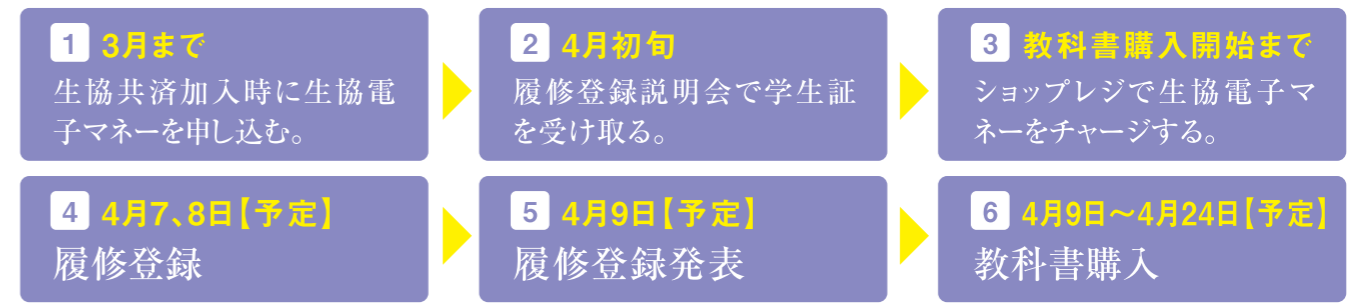 1 3月まで
生協共済加入時に生協電
子マネーを申し込む。
2 4月初旬
履修登録説明会で学生証
を受け取る。
3 教科書購入開始まで
ショップレジで生協電子マ
ネーをチャージする。
4 4月7、8日【予定】
履修登録
5 4月9日【予定】
履修登録発表
6 4月9日～4月24日【予定】
教科書購入